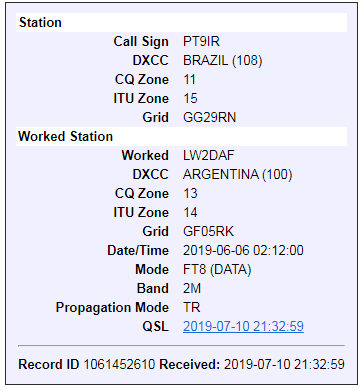 Station
Call Sign PT9IR
DXCC BRAZIL (108)
CQ Zone 11
ITU Zone 15
Grid GG29RN
Worked Station
Worked LW2DAF
DXCC ARGENTINA (100)
CQ Zone 13
ITU Zone 14
Grid GF05RK
Date/Time 2019-06-06 02:12:00
Mode FT8 (DATA)
Band 2M
Propagation Mode TR
QSL 2019-07-10 21:32:59
Record ID 1061452610 Received: 2019-07-10 21:32:59